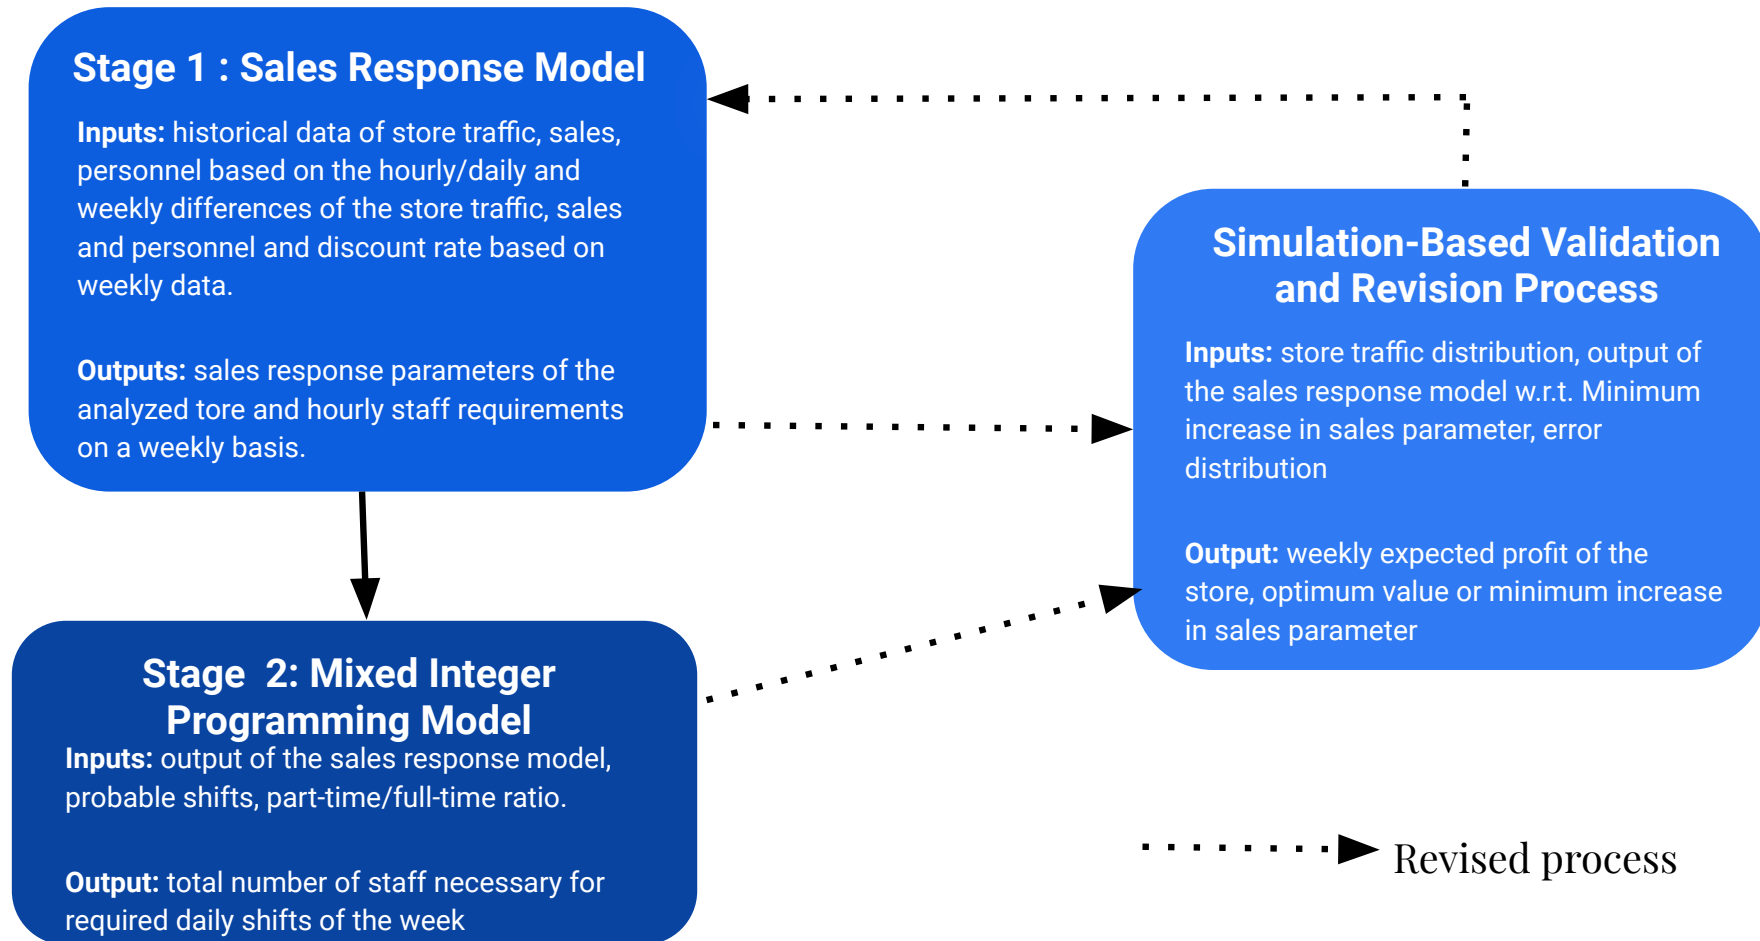 Stage 1 : Sales Response Model
Inputs: historical data of store traffic, sales,
personnel based on the hourly/daily and
weekly differences of the store traffic, sales
and personnel and discount rate based on
weekly data.
Outputs: sales response parameters of the
analyzed tore and hourly staff requirements
on a weekly basis.
Stage 2: Mixed Integer
Programming Model
Inputs: output of the sales response model,
probable shifts, part-time/full-time ratio.
Output: total number of staff necessary for
required daily shifts of the week
Simulation-Based Validation
and Revision Process
Inputs: store traffic distribution, output of
the sales response model w.r.t. Minimum
increase in sales parameter, error
distribution
Output: weekly expected profit of the
store, optimum value or minimum increase
in sales parameter
Revised process